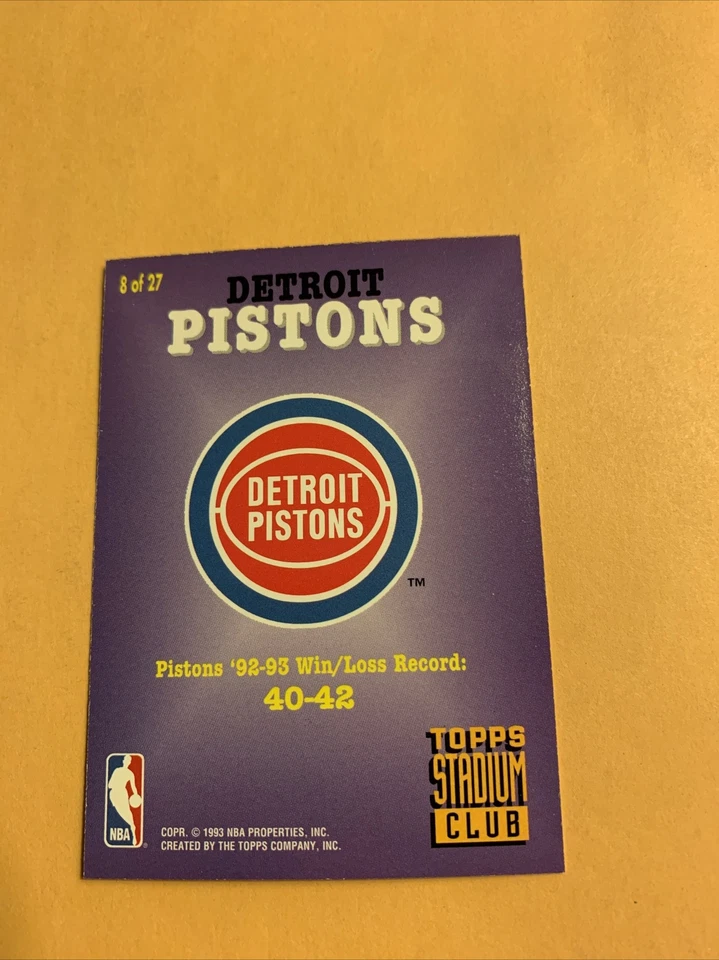 8 of 27
DETROIT
PISTONS
DETROIT
PISTONS
TM
Pistons '92-93 Win/Loss Record:
40-42
TOPPS
STADIUM
CLUB
NBA
COPR. © 1993 NBA PROPERTIES, INC.
CREATED BY THE TOPPS COMPANY, INC.